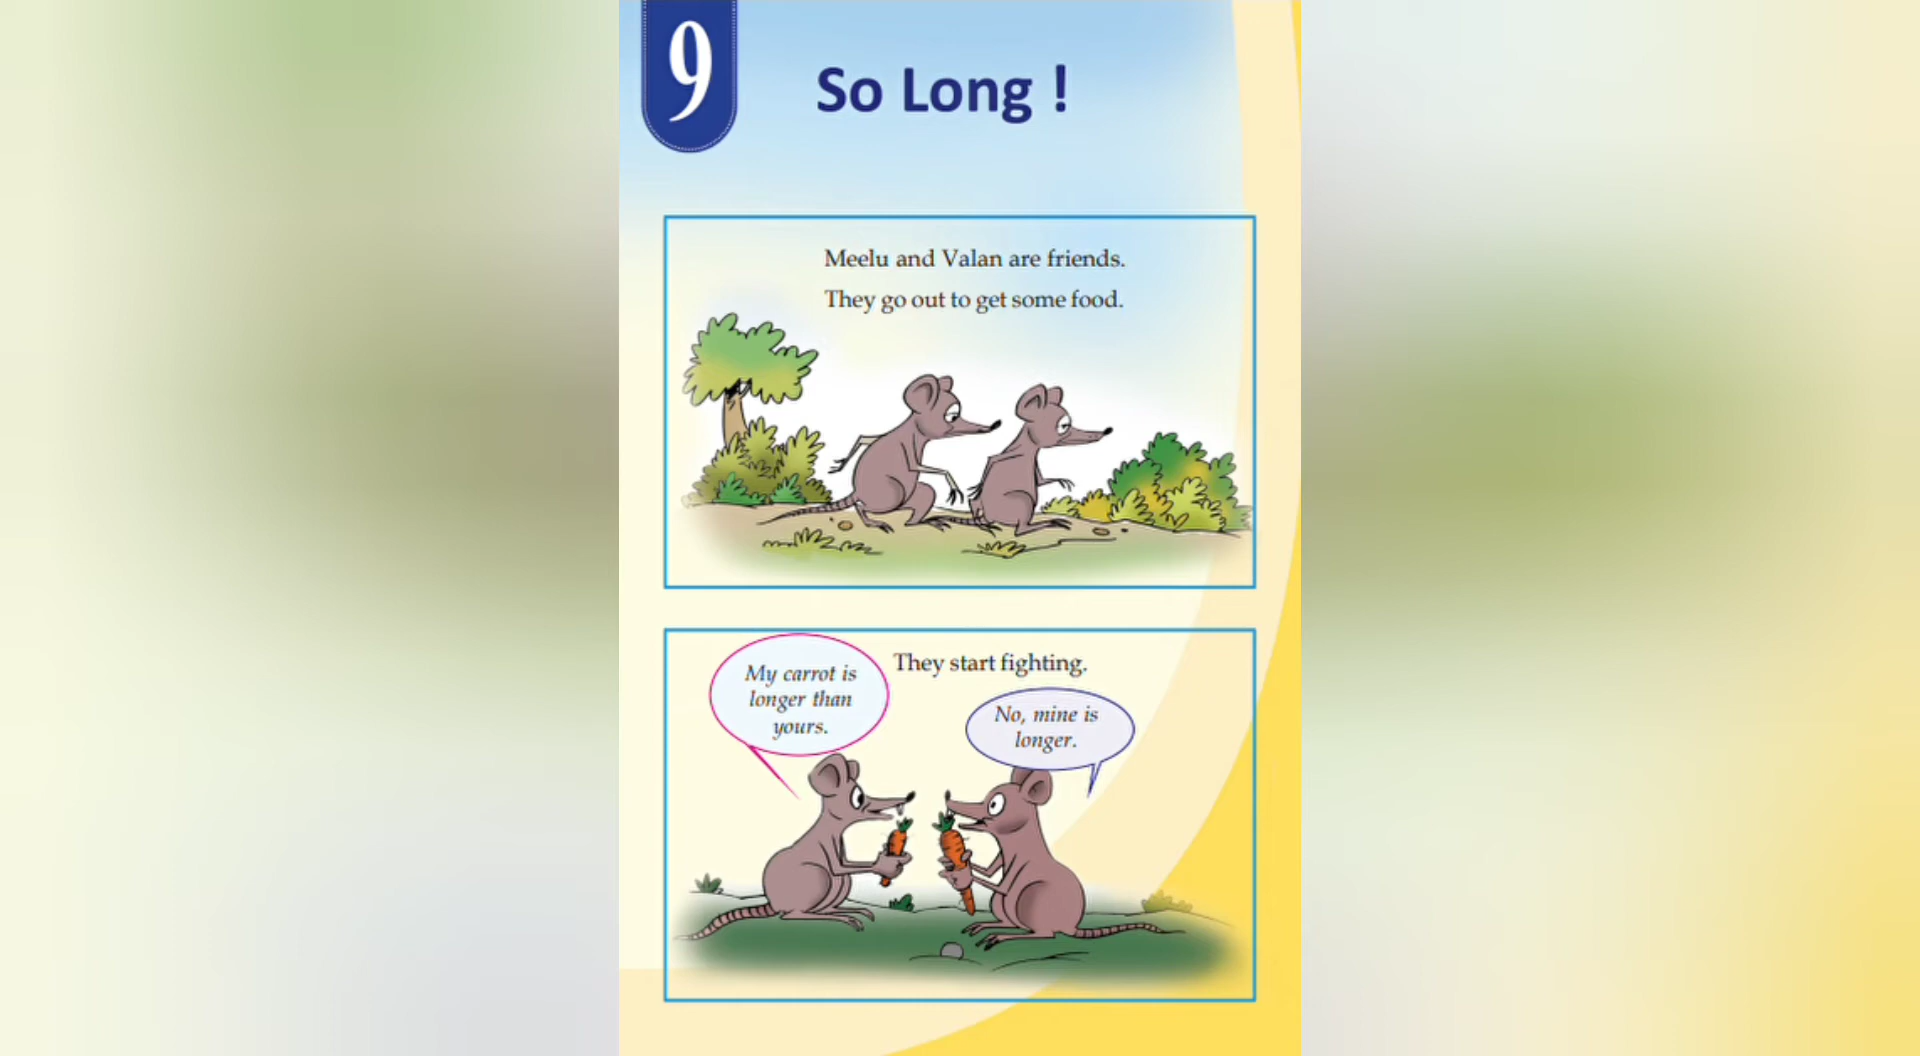 9
So Long !
Meelu and Valan are friends.
They go out to get some food.
They start fighting.
My carrot is
longer than
yours.
No, mine is
longer.